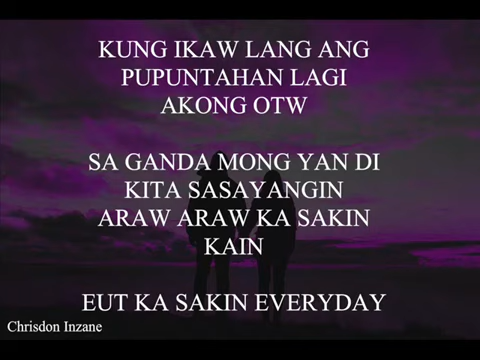 KUNG IKAW LANG ANG
PUPUNTAHAN LAGI
AKONG OTW
SA GANDA MONG YAN DI
KITA SASAYANGIN
ARAW ARAW KA SAKIN
KAIN
EUT KA SAKIN EVERYDAY
Chrisdon Inzane